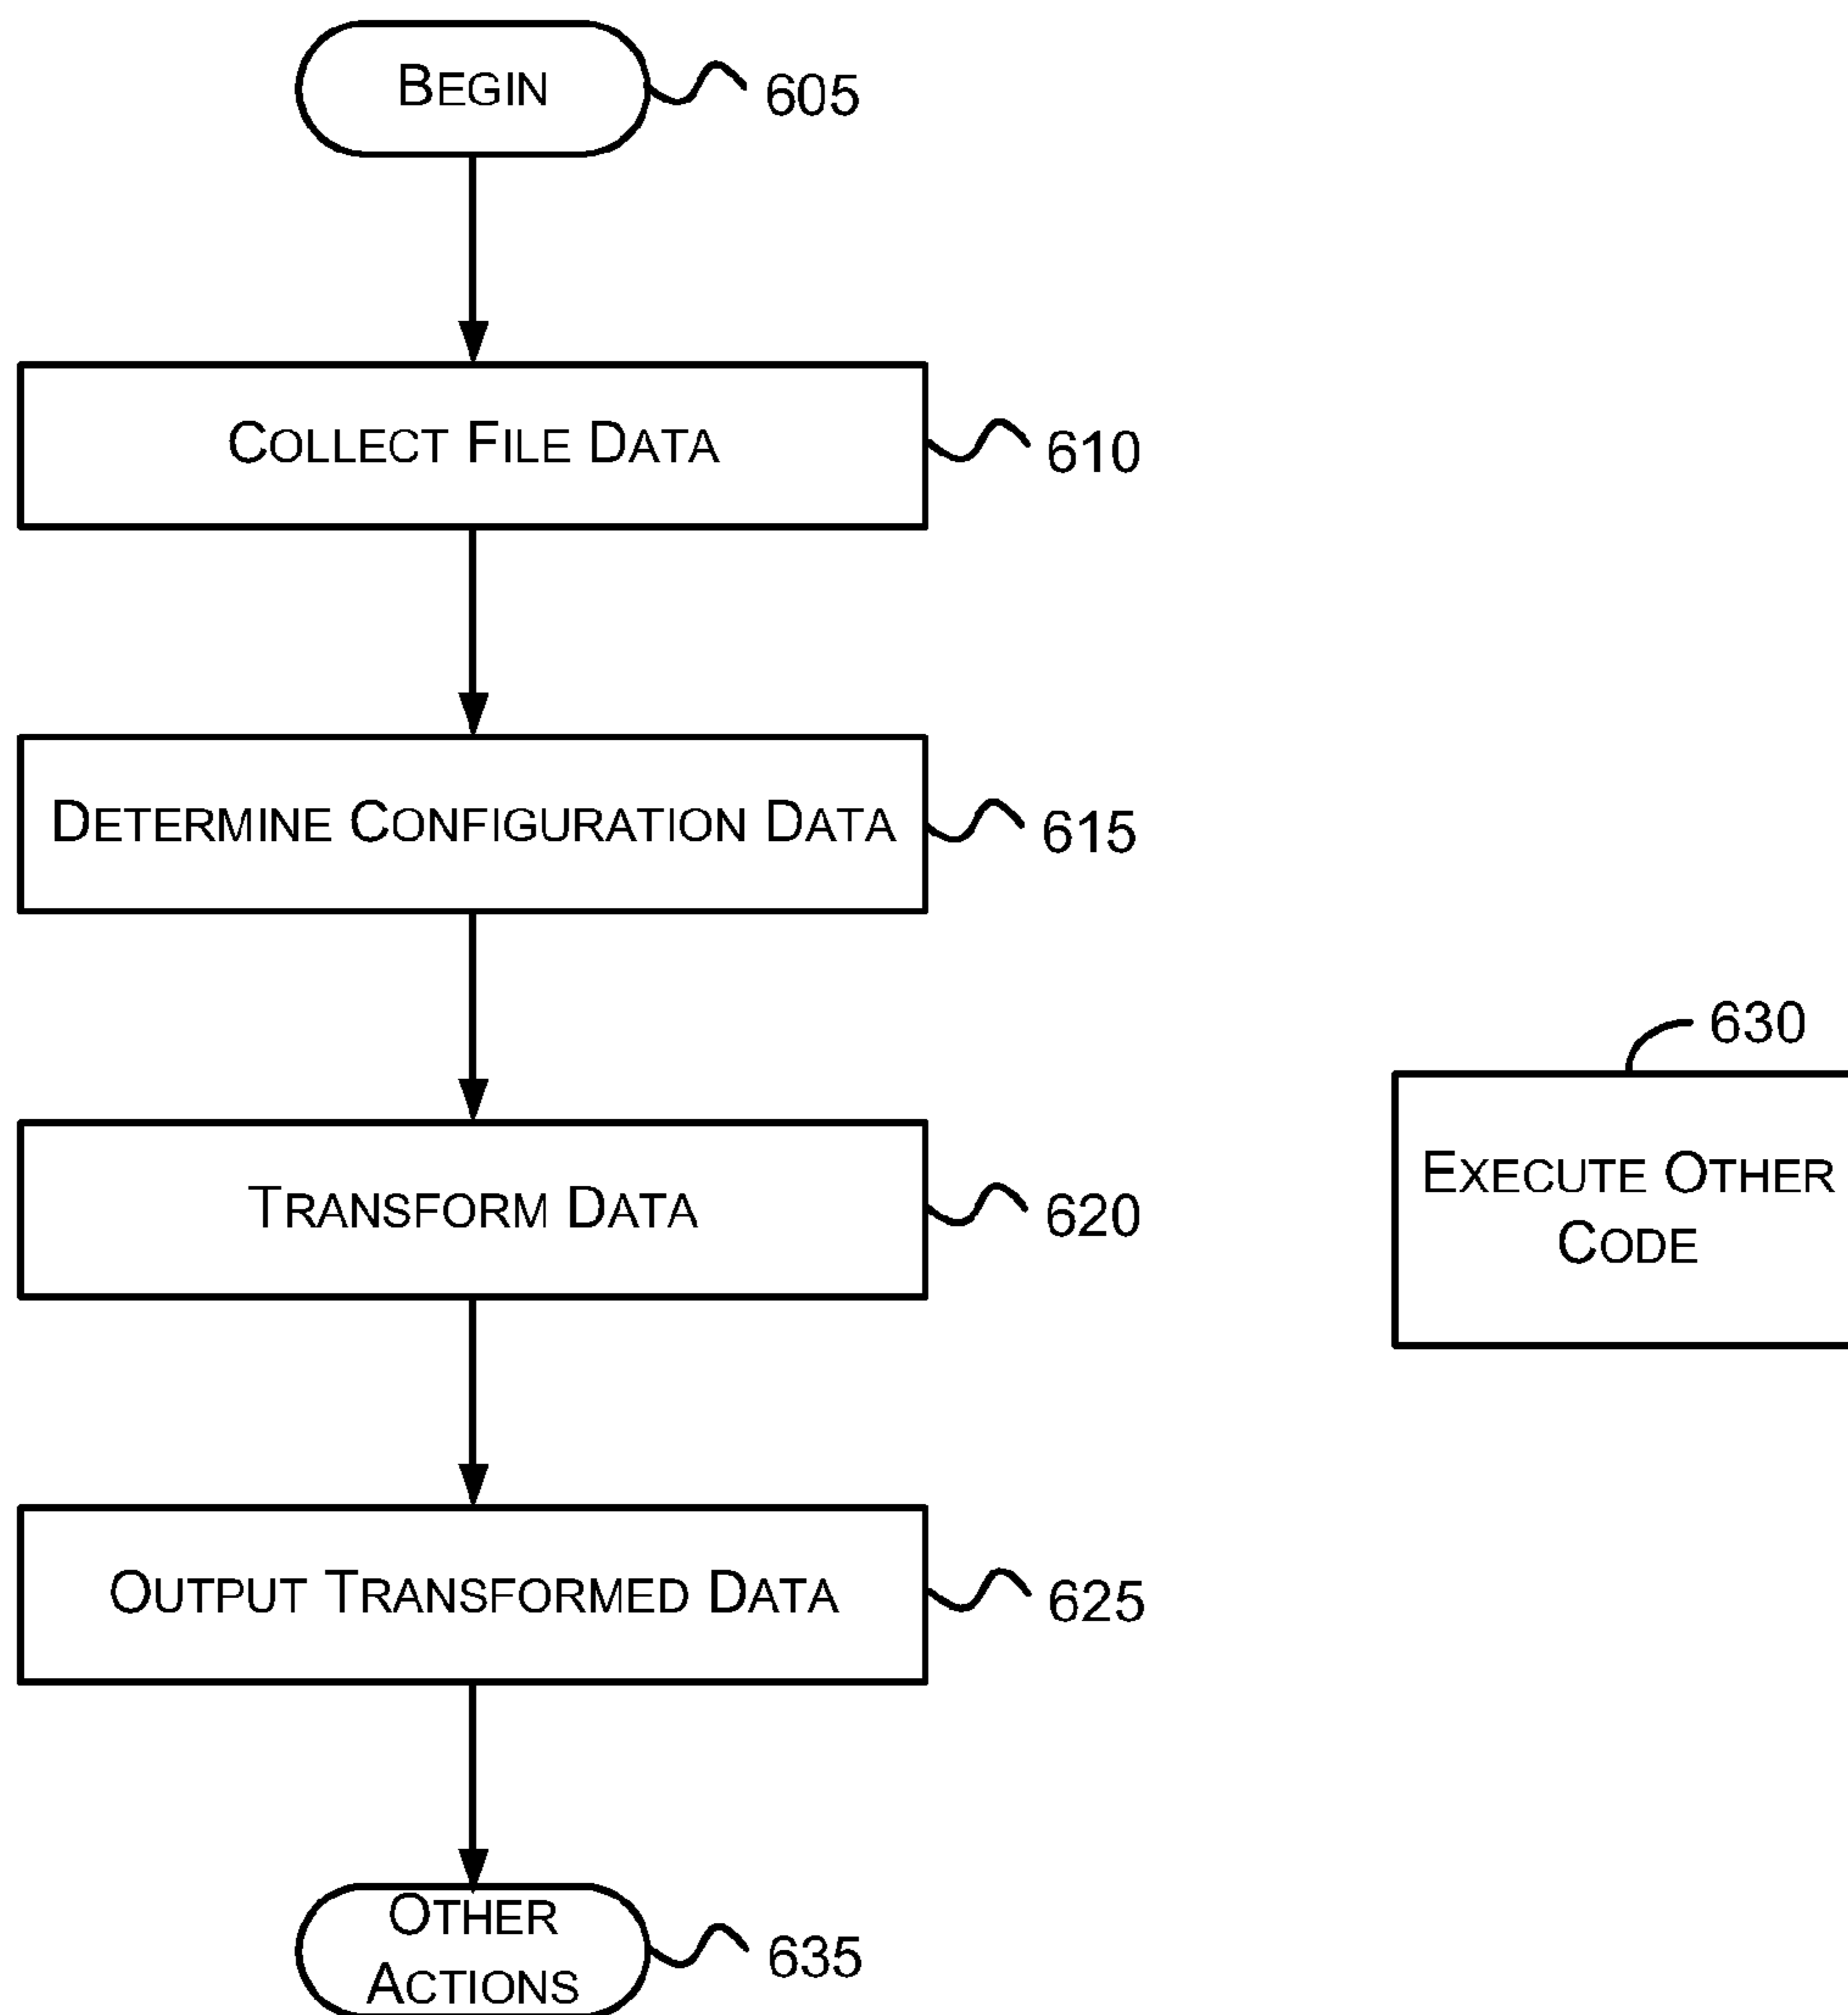 BEGIN
605
COLLECT FILE DATA
610
DETERMINE CONFIGURATION DATA
615
630
EXECUTE OTHER
CODE
TRANSFORM DATA
620
OUTPUT TRANSFORMED DATA
625
OTHER
ACTIONS
635